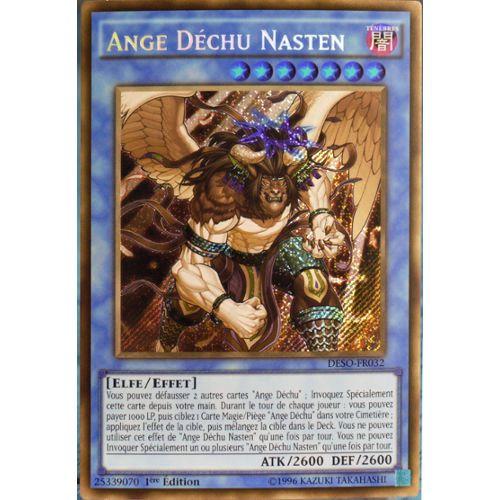 Ange Déchu Nasten
TÉNÈBRES
闇
DESO-FR032
[Elfe/Effet]
Vous pouvez défausser 2 autres cartes "Ange Déchu" ; Invoquez Spécialement
cette carte depuis votre main. Durant le tour de chaque joueur : vous pouvez
payer 1000 LP, puis ciblez 1 Carte Magie/Piège "Ange Déchu" dans votre Cimetière ;
appliquez l'effet de la cible, puis mélangez la cible dans le Deck. Vous ne pouvez
utiliser cet effet de "Ange Déchu Nasten" qu'une fois par tour. Vous ne pouvez
Invoquer Spécialement un ou plusieurs "Ange Déchu Nasten" qu'une fois par tour.
ATK/2600 DEF/2600
25339070 1ère Édition ©1996 KAZUKI TAKAHASHI